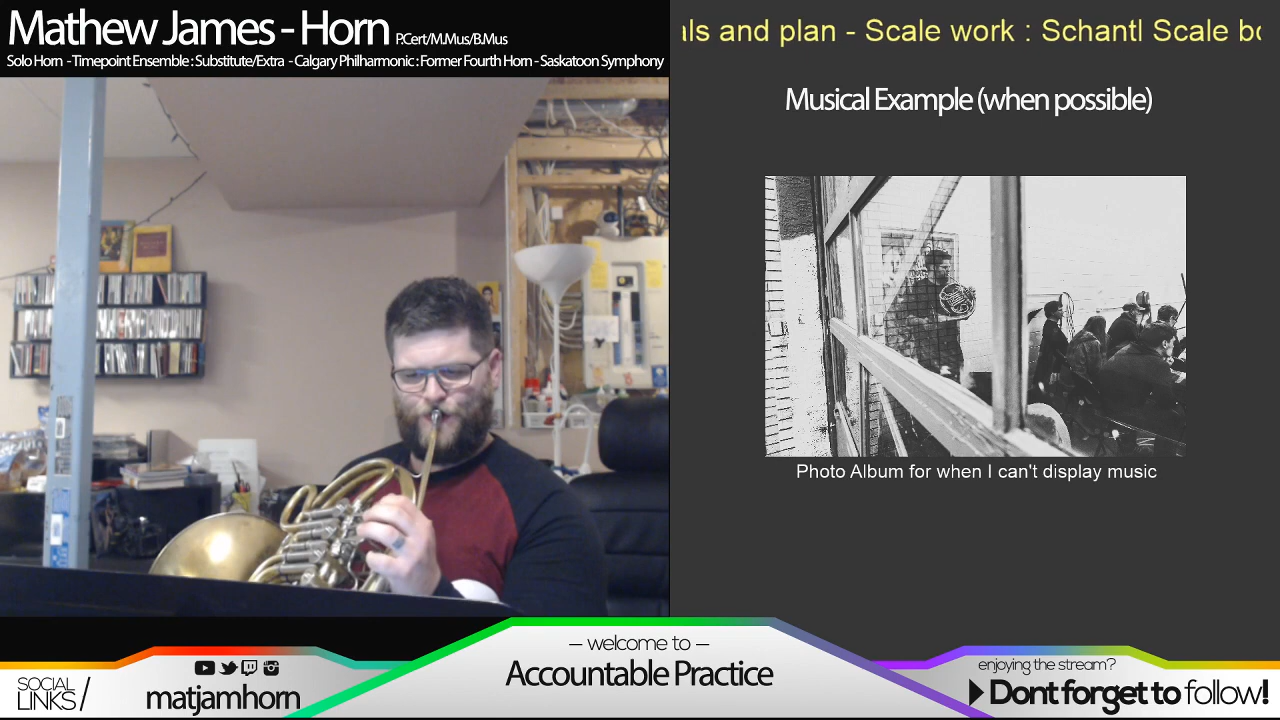 Mathew James - Horn P.Cert/M.Mus/B.Mus
Solo Horn - Timepoint Ensemble : Substitute/Extra - Calgary Philharmonic : Former Fourth Horn - Saskatoon Symphony
als and plan - Scale work : Schantl Scale bo
Musical Example (when possible)
Photo Album for when I can't display music
– welcome to –
Accountable Practice
SOCIAL
LINKS /
matjamhorn
enjoying the stream?
Dont forget to follow!